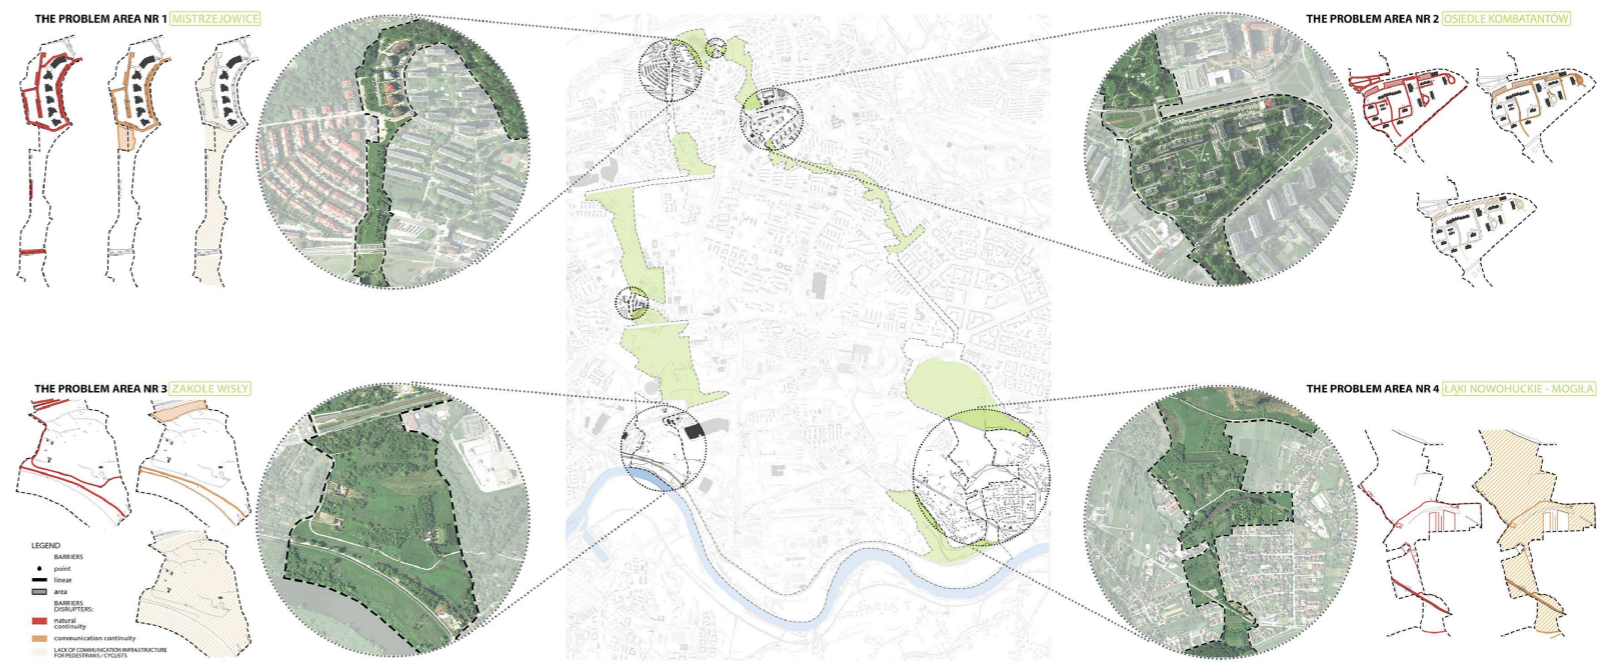 THE PROBLEM AREA NR 1 MISTRZEJOWICE
THE PROBLEM AREA NR 2 OSIEDLE KOMBATANTÓW
THE PROBLEM AREA NR 3 ZAKOLE WISŁY
THE PROBLEM AREA NR 4 ŁĄKI NOWOHUCKIE - MOGIŁA
LEGEND
BARRIERS
point
linear
area
BARRIERS
DISRUPTERS:
natural
continuity
communication continuity
LACK OF COMMUNICATION INFRASTRUCTURE
FOR PEDESTRIANS / CYCLISTS